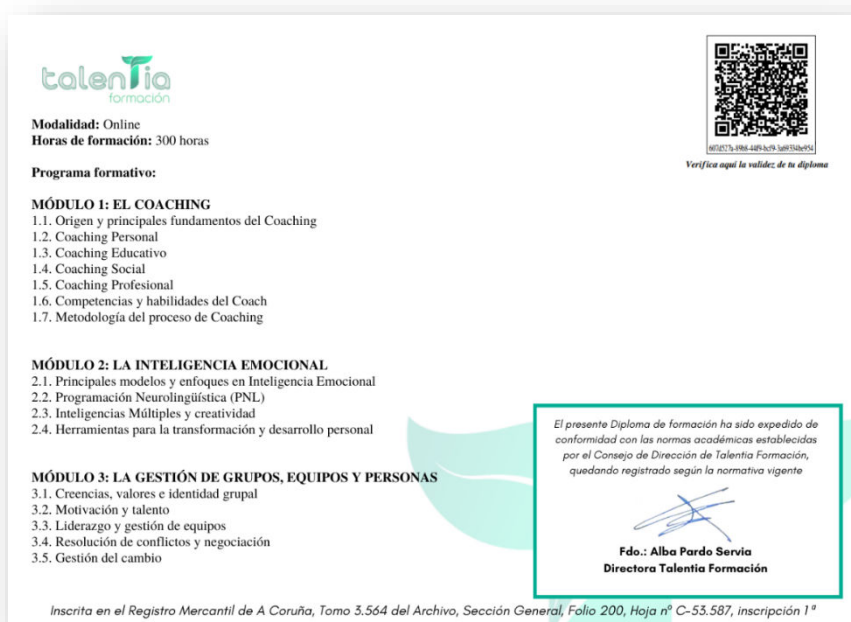 talenTia
formación
Modalidad: Online
Horas de formación: 300 horas
Verifica aquí la validez de tu diploma
Programa formativo:
MÓDULO 1: EL COACHING
1.1. Origen y principales fundamentos del Coaching
1.2. Coaching Personal
1.3. Coaching Educativo
1.4. Coaching Social
1.5. Coaching Profesional
1.6. Competencias y habilidades del Coach
1.7. Metodología del proceso de Coaching
MÓDULO 2: LA INTELIGENCIA EMOCIONAL
2.1. Principales modelos y enfoques en Inteligencia Emocional
2.2. Programación Neurolingüística (PNL)
2.3. Inteligencias Múltiples y creatividad
2.4. Herramientas para la transformación y desarrollo personal
MÓDULO 3: LA GESTIÓN DE GRUPOS, EQUIPOS Y PERSONAS
3.1. Creencias, valores e identidad grupal
3.2. Motivación y talento
3.3. Liderazgo y gestión de equipos
3.4. Resolución de conflictos y negociación
3.5. Gestión del cambio
El presente Diploma de formación ha sido expedido de
conformidad con las normas académicas establecidas
por el Consejo de Dirección de Talentia Formación,
quedando registrado según la normativa vigente
Fdo.: Alba Pardo Servia
Directora Talentia Formación
Inscrita en el Registro Mercantil de A Coruña, Tomo 3.564 del Archivo, Sección General, Folio 200, Hoja nº C-53.587, inscripción 1ª